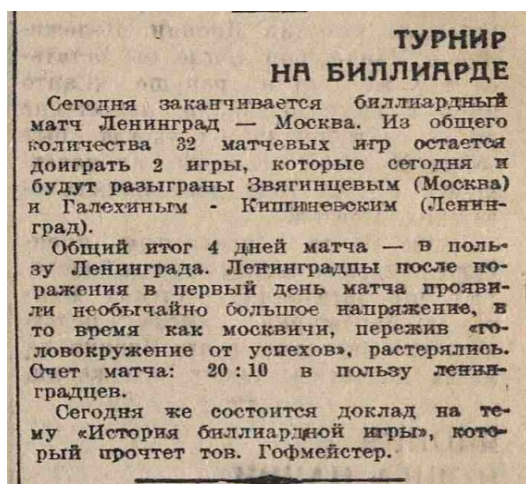 ТУРНИР
НА БИЛЛИАРДЕ
Сегодня заканчивается биллиардный
матч Ленинград — Москва. Из общего
количества 32 матчевых игр остается
доиграть 2 игры, которые сегодня и
будут разыграны Звягинцевым (Москва)
и Галехиным - Кишиневским (Ленин-
град).
Общий итог 4 дней матча — в поль-
зу Ленинграда. Ленинградцы после по-
ражения в первый день матча прояви-
ли необычайно большое напряжение, в
то время как москвичи, пережив «го-
ловокружение от успехов», растерялись.
Счет матча: 20 : 10 в пользу ленин-
градцев.
Сегодня же состоится доклад на те-
му «История биллиардной игры», кото-
рый прочтет тов. Гофмейстер.